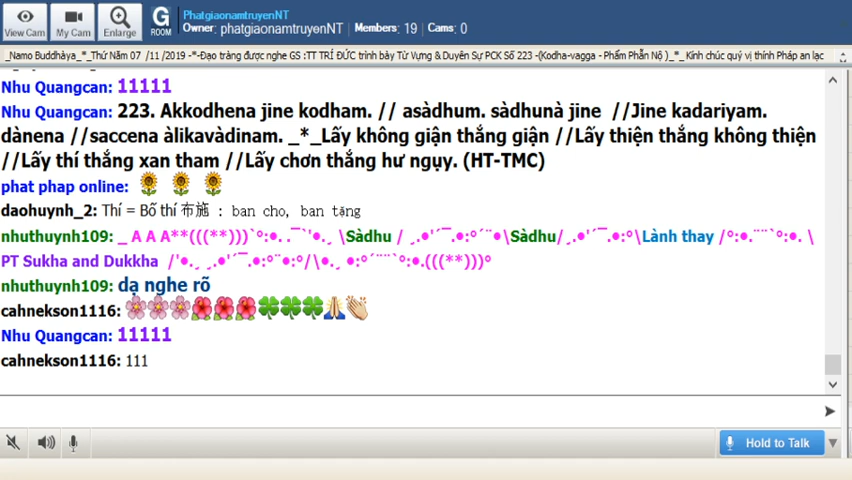 View Cam
My Cam
Enlarge
G
ROOM
PhatgiaonamtruyenNT
Owner: phatgiaonamtruyenNT | Members: 19 | Cams: 0
_Namo Buddhàya_*_Thứ Năm 07 /11 /2019 -*-Đạo tràng được nghe GS :TT TRÍ ĐỨC trình bày Từ Vựng & Duyên Sự PCK Số 223 -(Kodha-vagga - Phẩm Phẫn Nộ )_*_ Kính chúc quý vị thính Pháp an lạc
Nhu Quangcan: 11111
Nhu Quangcan: 223. Akkodhena jine kodham. // asàdhum. sàdhunà jine //Jine kadariyam.
dànena //saccena àlikavàdinam. _*_Lấy không giận thắng giận //Lấy thiện thắng không thiện
//Lấy thí thắng xan tham //Lấy chơn thắng hư ngụy. (HT-TMC)
phat phap online:
daohuynh_2: Thí = Bố thí 布施 : ban cho, ban tặng
nhuthuynh109: _ A A A**(((**)))`°:•. .¯`'•.¸ \Sàdhu / ¸.•'´¯.•:°´¨•\Sàdhu/¸.•'´¯.•:°\Lành thay /°:•.¨¨`°:•. \
PT Sukha and Dukkha /'•.¸ ¸.•'´¯.•:°¨•:°/\•.¸ •:°´¨¨`°:•.(((**)))°
nhuthuynh109: dạ nghe rõ
cahnekson1116:
Nhu Quangcan: 11111
cahnekson1116: 111
Hold to Talk